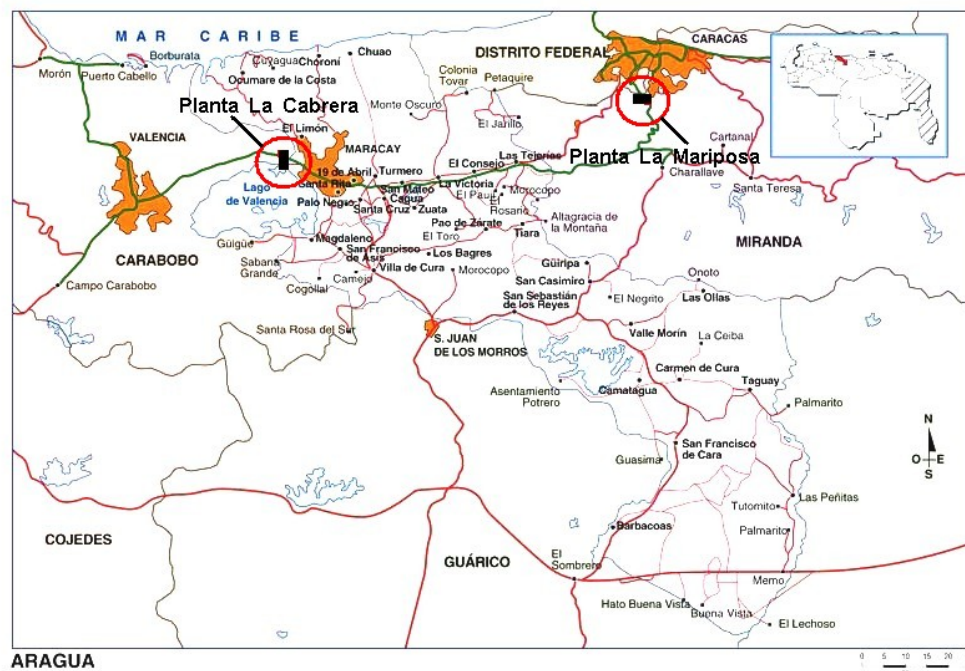 MAR CARIBE
Chuao
CARACAS
Cuyagua
Choroní
DISTRITO FEDERAL
Borburata
Morón
Puerto Cabello
Ocumare de la Costa
Colonia
Tovar
Petaquire
Planta La Cabrera
Monte Oscuro
El Jarillo
VALENCIA
El Limón
MARACAY
Cartanal
Planta La Mariposa
Las Tejerías
El Consejo
19 de Abril
Turmero
Charallave
Santa Teresa
Santa Rita
San Mateo
La Victoria
Morocopo
Lago
de Valencia
Palo Negro
Cagua
El
Rosario
Santa Cruz
Zuata
Altagracia de
la Montaña
Pao de Zárate
Tiara
El Toro
MIRANDA
Güigüe
Magdaleno
San Francisco
de Asís
Los Bagres
CARABOBO
Sabana
Grande
Villa de Cura
Morocopo
Güiripa
Camejo
Cogollal
San Casimiro
Onoto
Campo Carabobo
San Sebastián
de los Reyes
El Negrito
Las Ollas
Santa Rosa del Sur
S. JUAN
DE LOS MORROS
Valle Morín
La Ceiba
Carmen de Cura
Asentamiento
Potrero
Camatagua
Taguay
Palmarito
San Francisco
de Cara
N
O E
S
Guasima
Las Peñitas
Tutomito
Barbacoas
Palmarito
COJEDES
GUÁRICO
El
Sombrero
Memo
Hato Buena Vista
Buena Vista
El Lechoso
ARAGUA
0 5 10 15 20